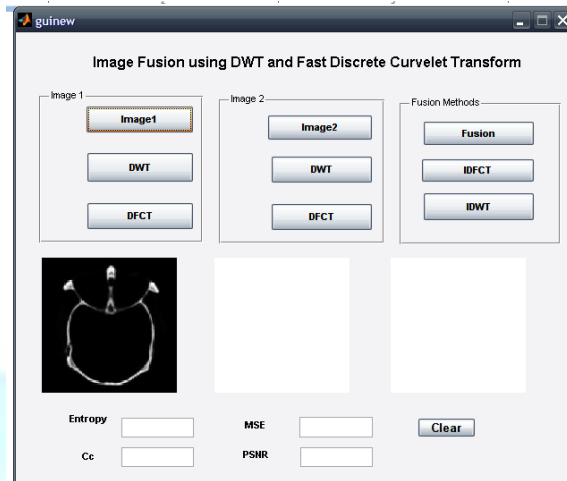 guinew
Image Fusion using DWT and Fast Discrete Curvelet Transform
Image 1
Image1
DWT
DFCT
Image 2
Image2
DWT
DFCT
Fusion Methods
Fusion
IDFCT
IDWT
Entropy
MSE
Clear
Cc
PSNR